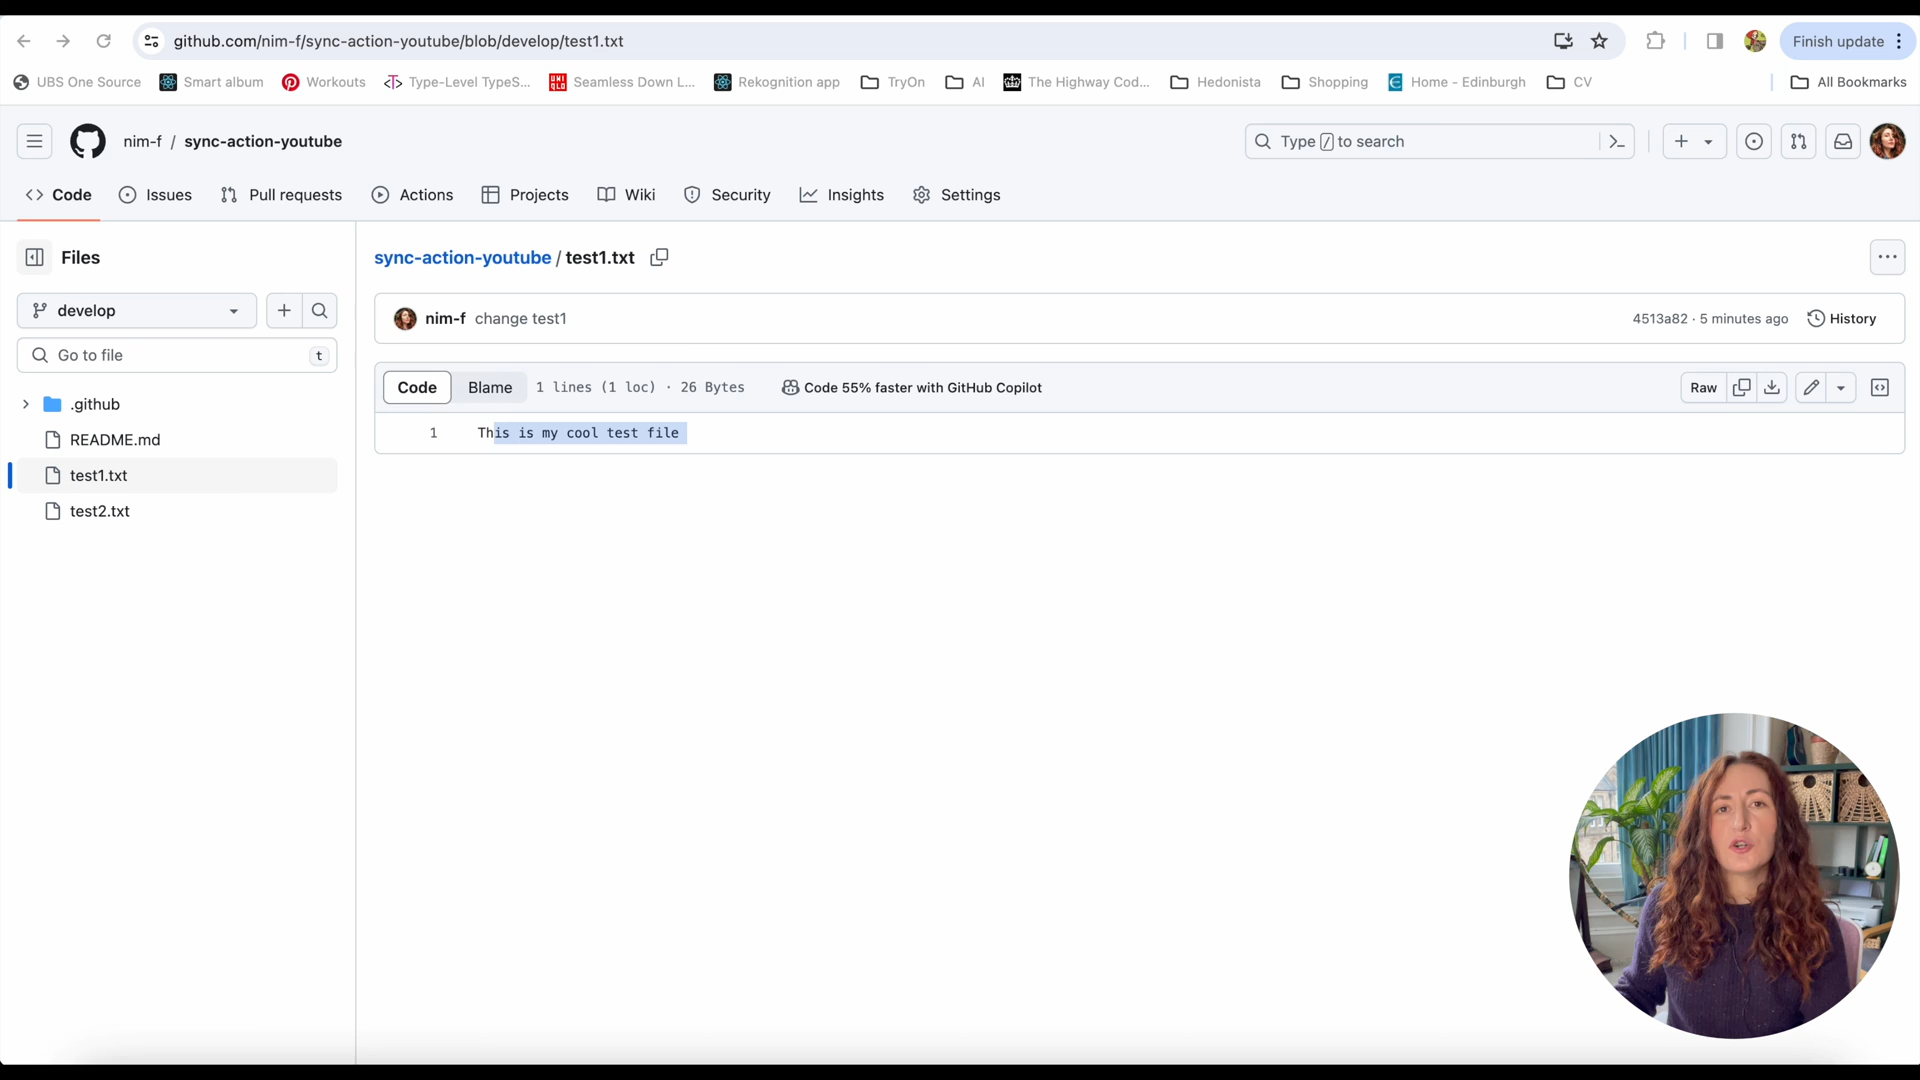 github.com/nim-f/sync-action-youtube/blob/develop/test1.txt
Finish update
UBS One Source
Smart album
Workouts
Type-Level TypeS...
UNI QLO
Seamless Down L...
Rekognition app
TryOn
AI
The Highway Cod...
Hedonista
Shopping
Home - Edinburgh
CV
All Bookmarks
nim-f / sync-action-youtube
Type / to search
Code
Issues
Pull requests
Actions
Projects
Wiki
Security
Insights
Settings
Files
sync-action-youtube / test1.txt
develop
nim-f change test1
4513a82 · 5 minutes ago
History
Go to file
t
Code
Blame
1 lines (1 loc) · 26 Bytes
Code 55% faster with GitHub Copilot
Raw
.github
1 This is my cool test file
README.md
test1.txt
test2.txt